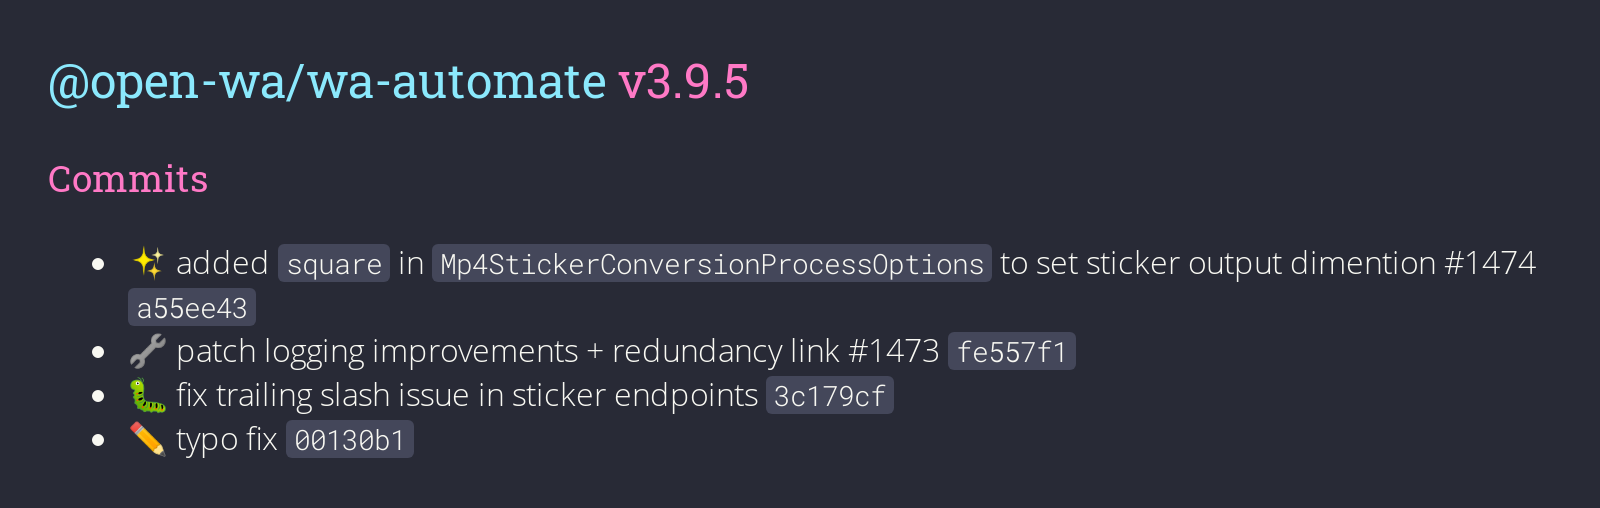 @open-wa/wa-automate v3.9.5
Commits
✨ added square in Mp4StickerConversionProcessOptions to set sticker output dimention #1474
a55ee43
🔧 patch logging improvements + redundancy link #1473 fe557f1
🐛 fix trailing slash issue in sticker endpoints 3c179cf
✏️ typo fix 00130b1